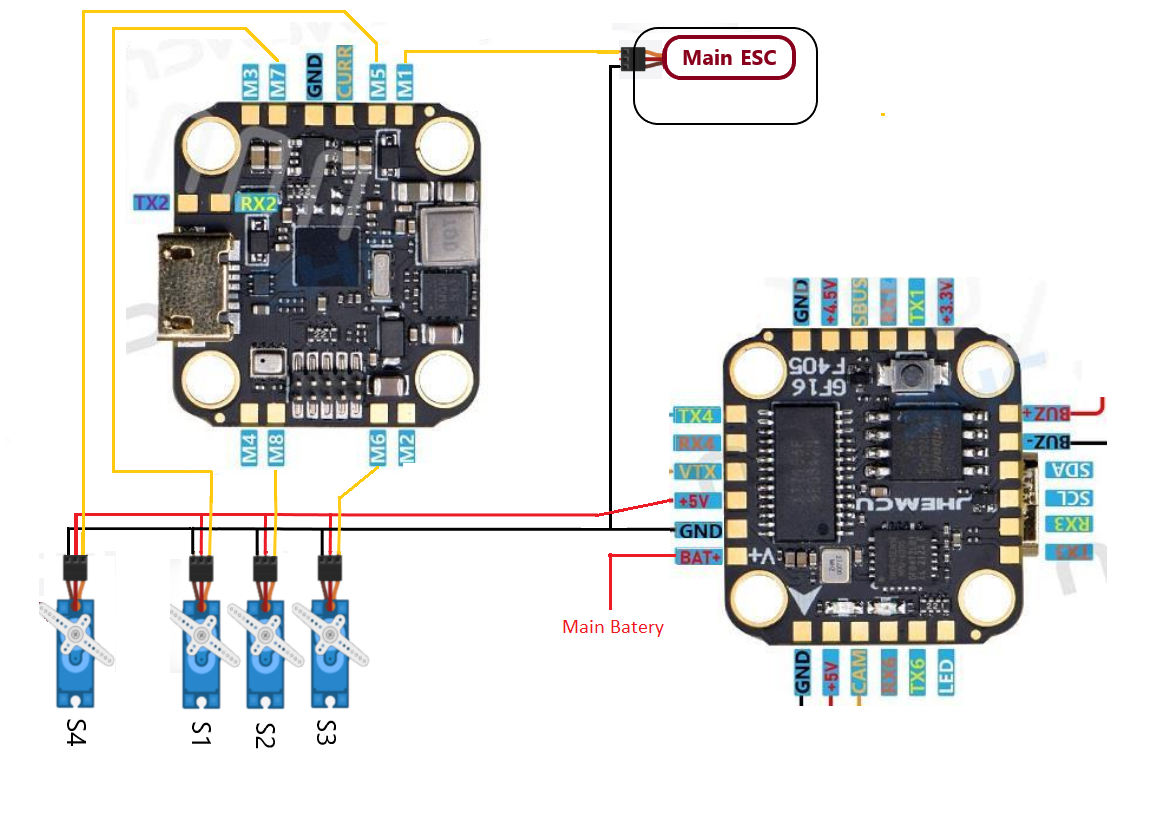 Main ESC
M3
M7
GND
CURR
M5
M1
TX2
RX2
100
M4
M8
M6
M2
GND
+4.5V
SBUS
RX1
TX1
+3.3V
GF16
F405
TX4
RX4
VTX
+5V
GND
BAT+
V+
JHEMCU
BUZ+
BUZ-
SDA
SCL
RX3
TX3
GND
+5V
CAM
RX6
TX6
LED
Main Batery
S4
S1
S2
S3